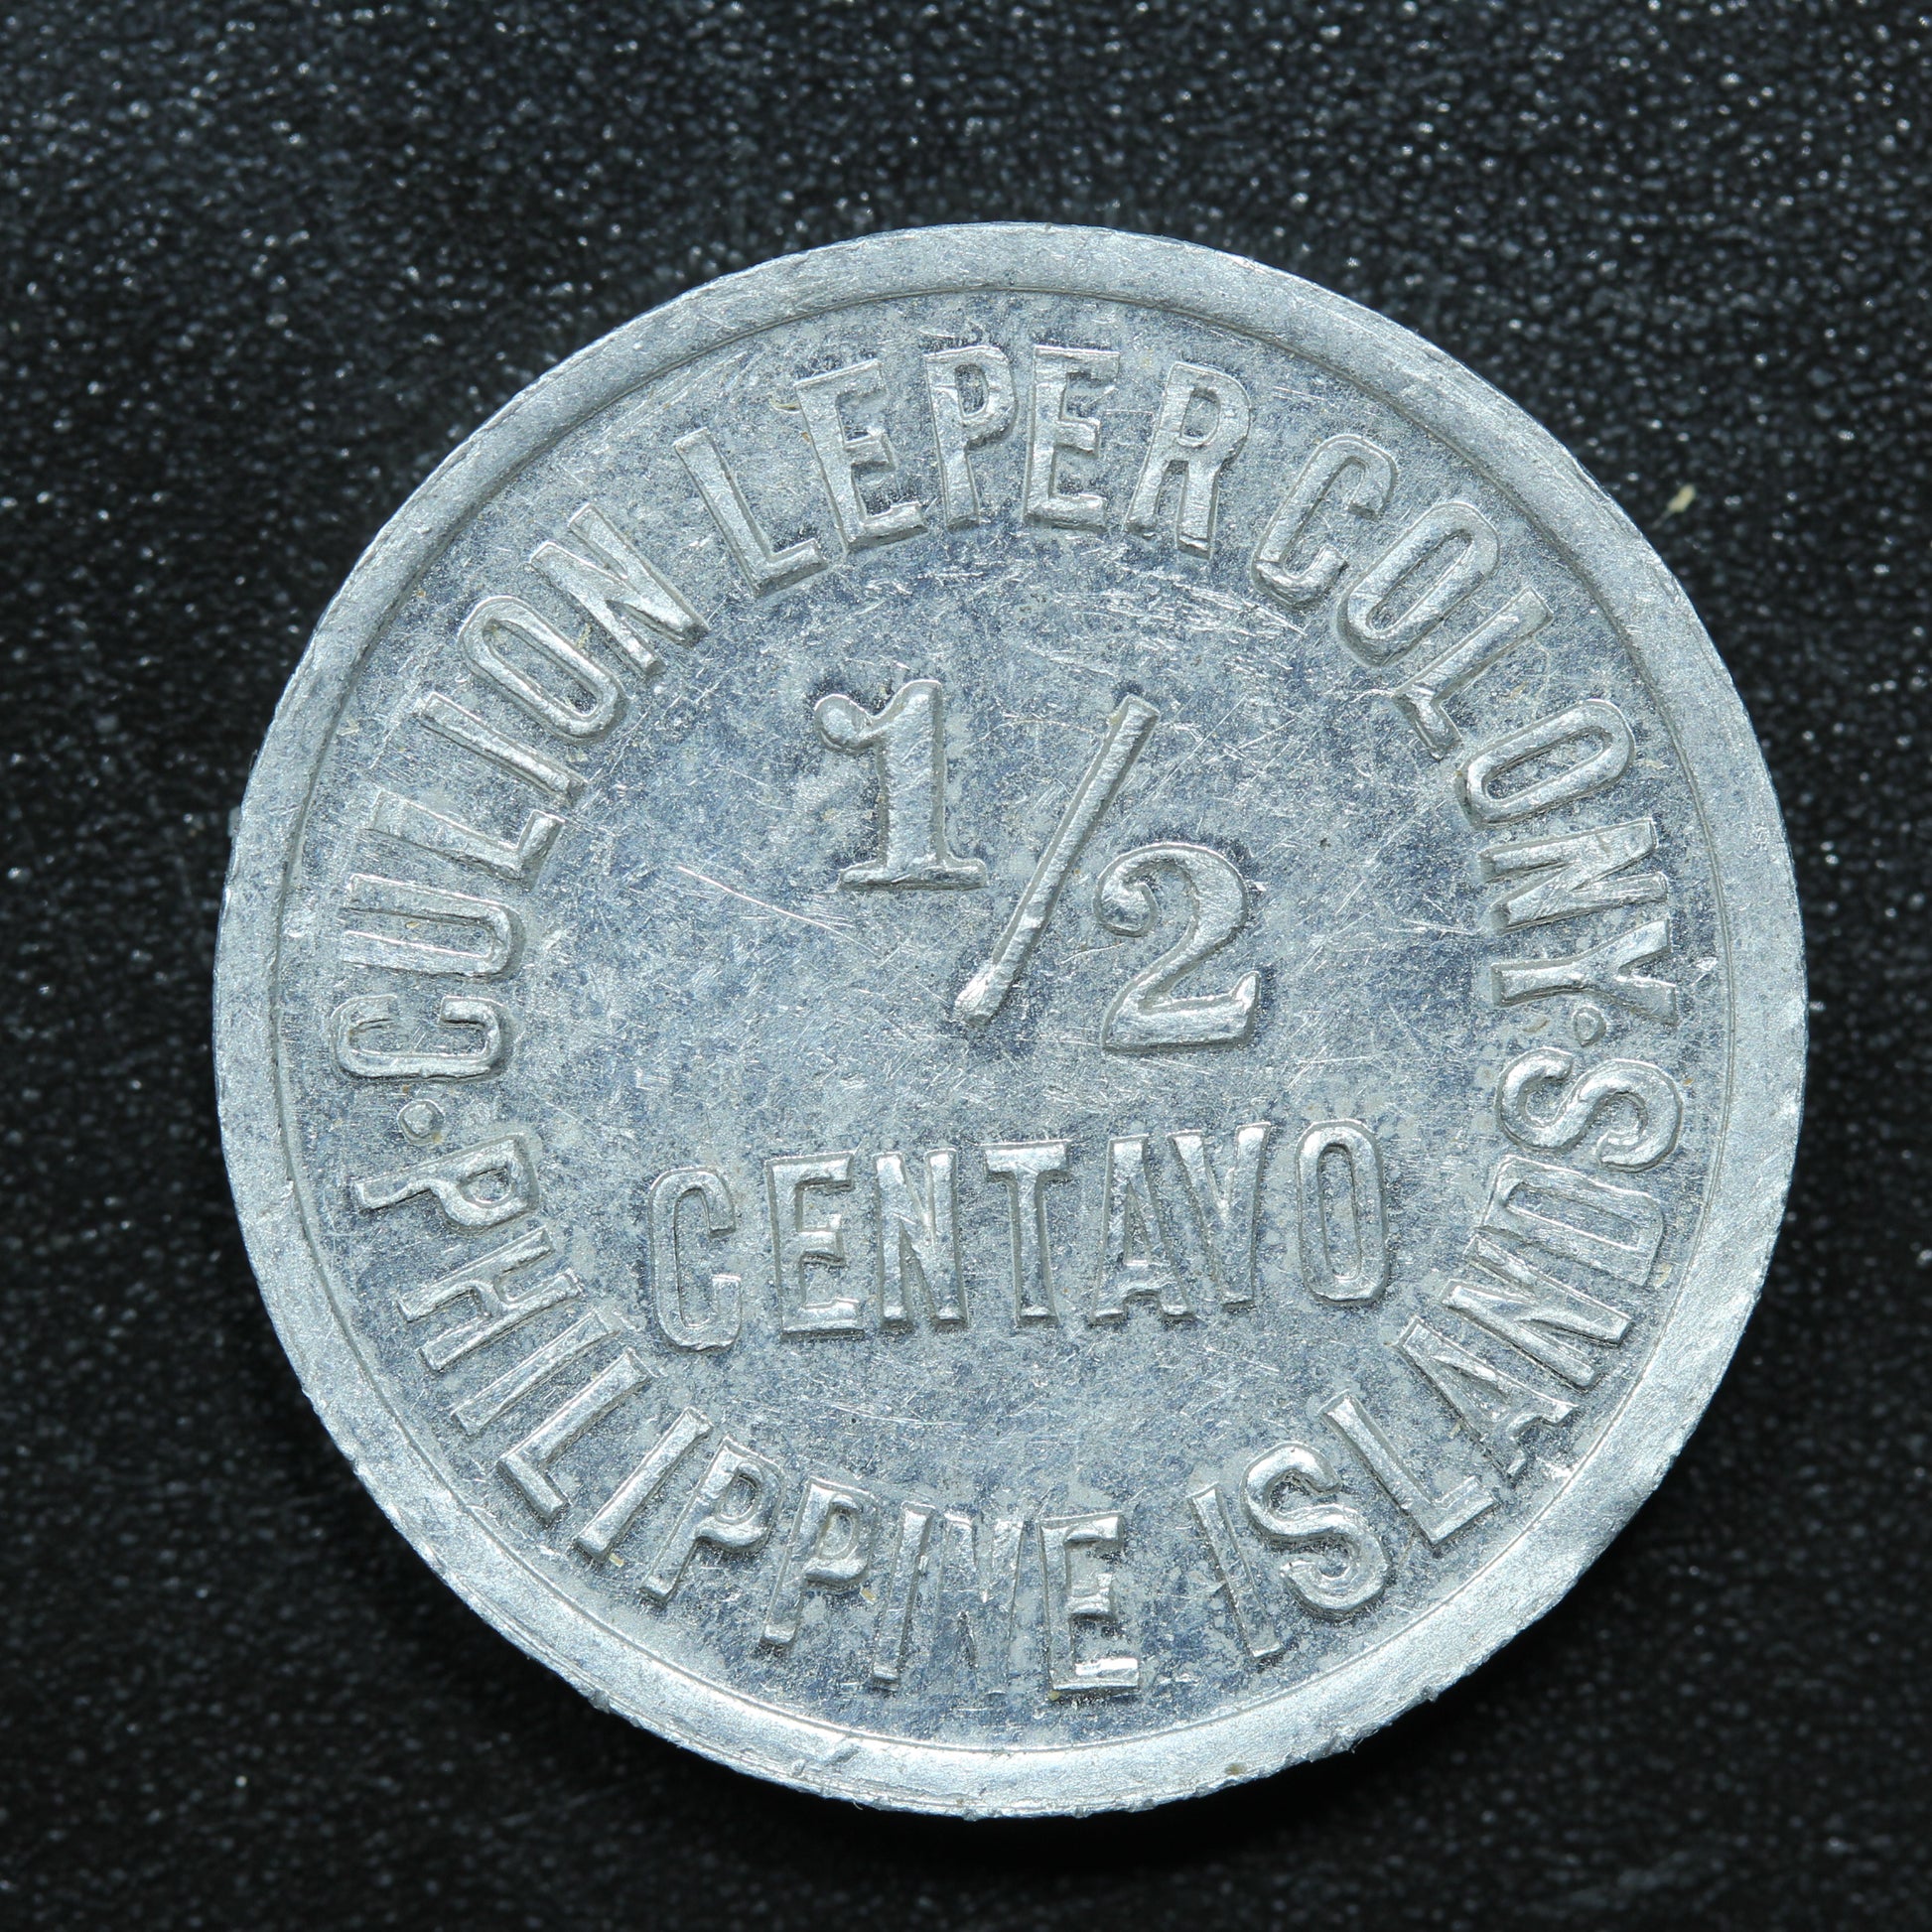 CULION LEPER COLONY
1/2
CENTAVO
· PHILIPPINE ISLANDS ·